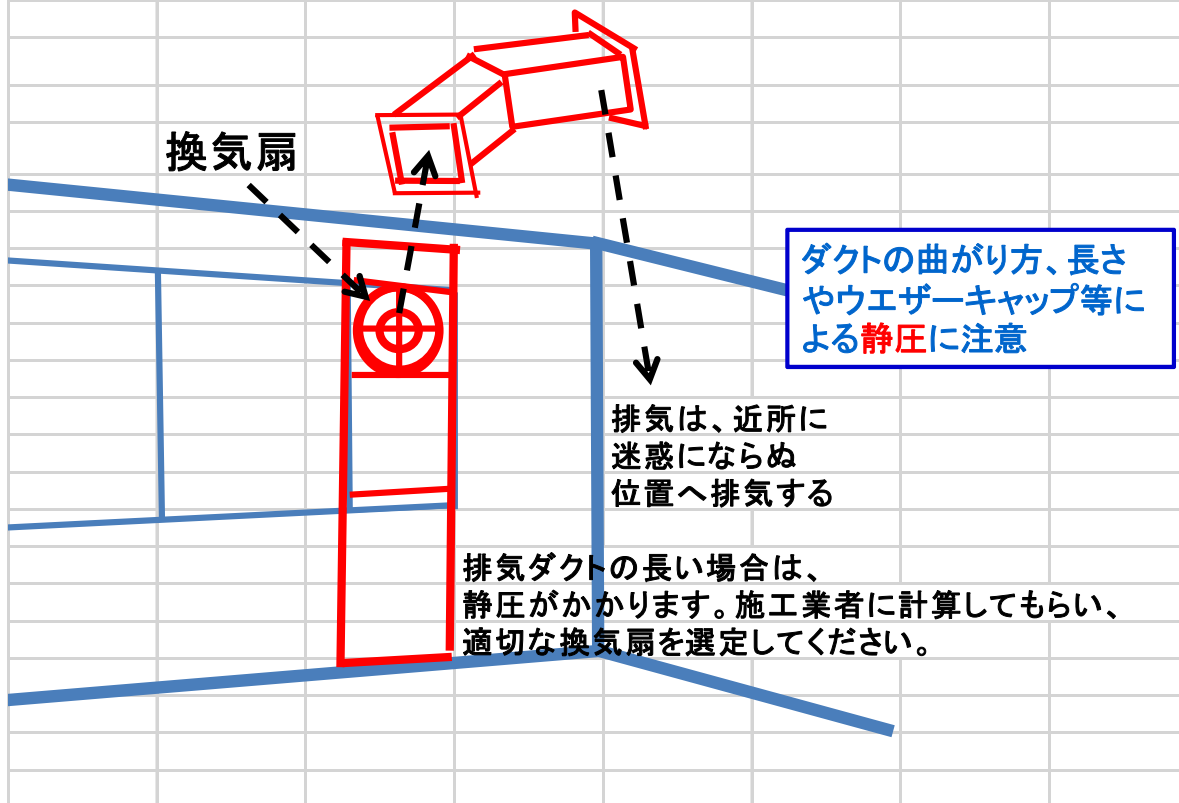 換気扇
ダクトの曲がり方、長さ
やウエザーキャップ等に
よる静圧に注意
排気は、近所に
迷惑にならぬ
位置へ排気する
排気ダクトの長い場合は、
静圧がかかります。施工業者に計算してもらい、
適切な換気扇を選定してください。